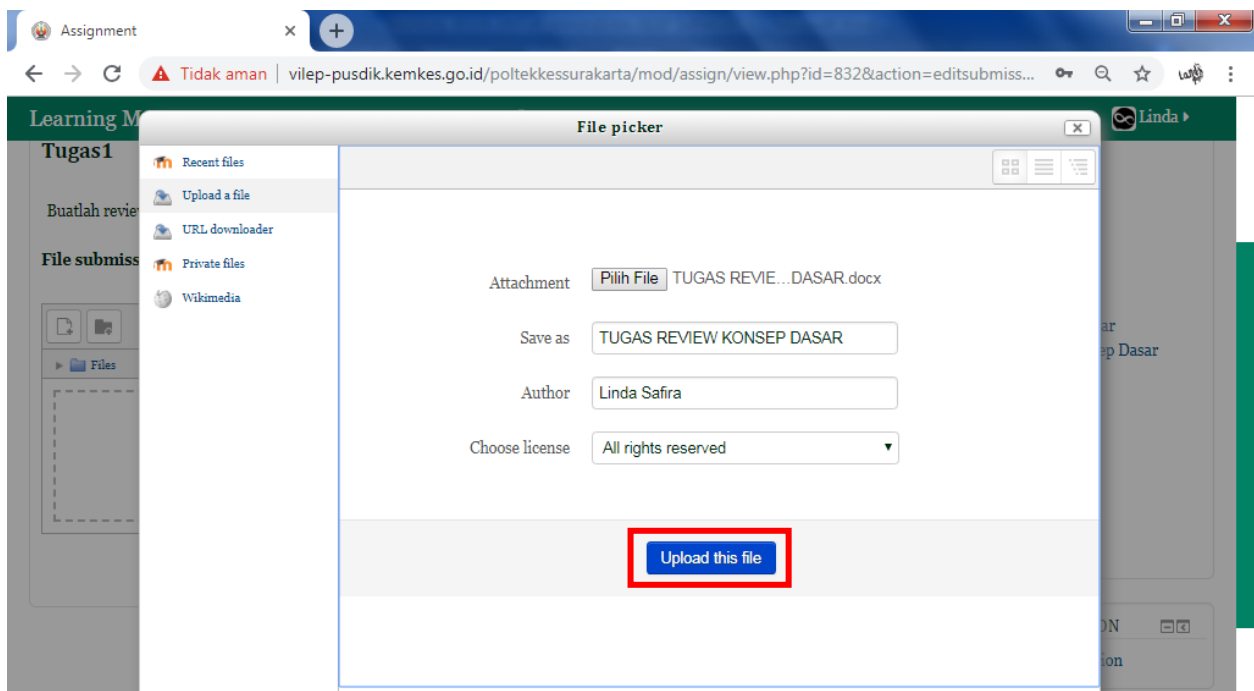 Assignment
Tidak aman | vilep-pusdik.kemkes.go.id/poltekkessurakarta/mod/assign/view.php?id=832&action=editsubmiss...
Learning M
File picker
Linda
Tugas1
Recent files
Upload a file
Buatlah revie
URL downloader
File submiss
Private files
Attachment
Pilih File TUGAS REVIE...DASAR.docx
Wikimedia
Save as
TUGAS REVIEW KONSEP DASAR
ar
ep Dasar
Files
Author
Linda Safira
Choose license
All rights reserved
Upload this file
ON
ion